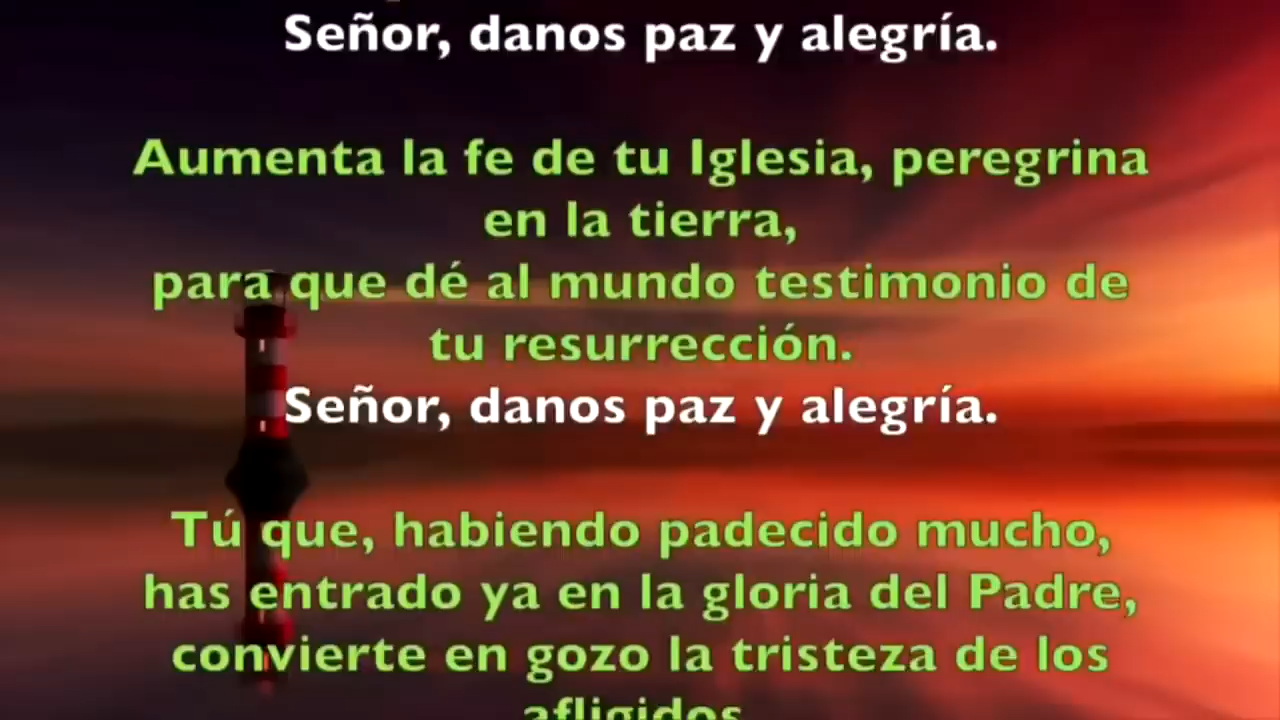 Señor, danos paz y alegría.
Aumenta la fe de tu Iglesia, peregrina
en la tierra,
para que dé al mundo testimonio de
tu resurrección.
Señor, danos paz y alegría.
Tú que, habiendo padecido mucho,
has entrado ya en la gloria del Padre,
convierte en gozo la tristeza de los
afligidos